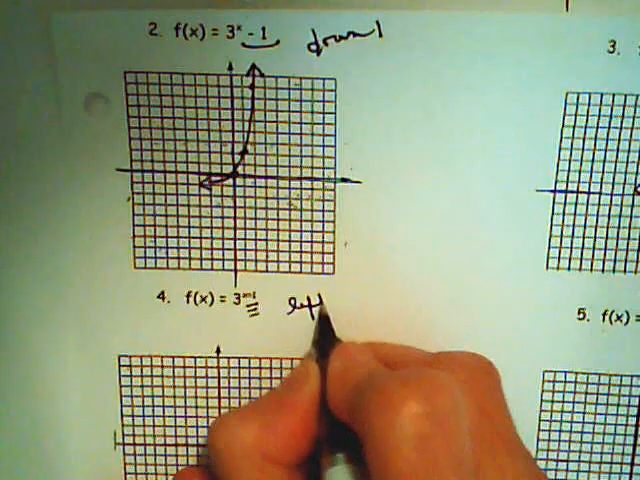 2. f(x) = 3ˣ - 1 down 1
3.
4. f(x) = 3ˣ⁺¹ left
5. f(x) =